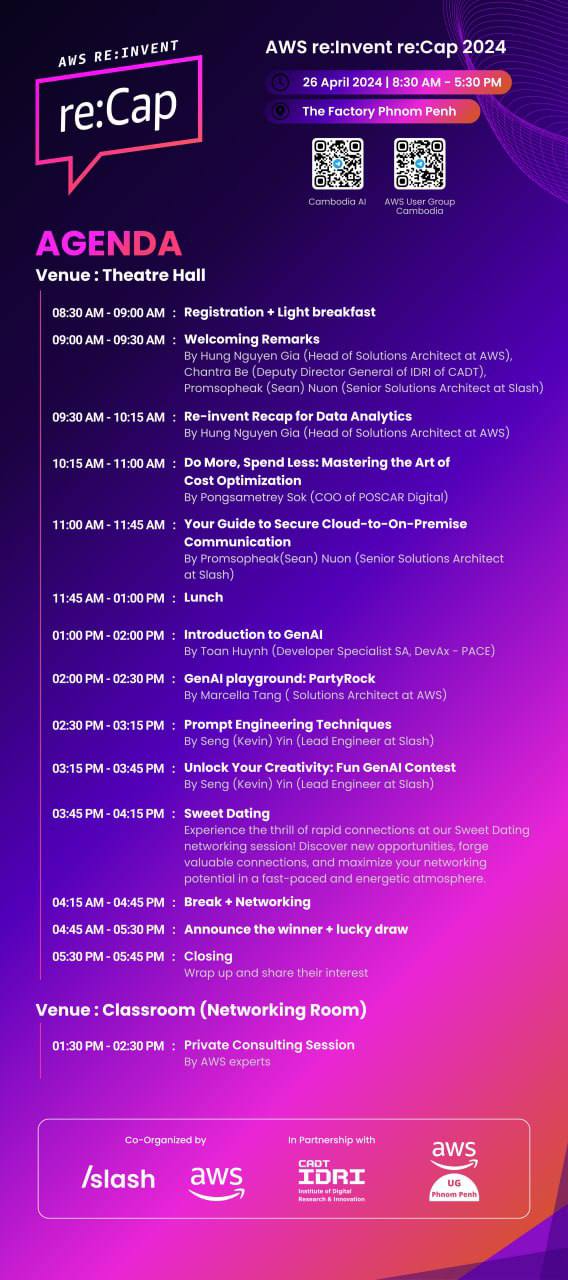 AWS RE:INVENT
re:Cap
AWS re:Invent re:Cap 2024
26 April 2024 | 8:30 AM - 5:30 PM
The Factory Phnom Penh
Cambodia AI
AWS User Group
Cambodia
AGENDA
Venue : Theatre Hall
08:30 AM - 09:00 AM : Registration + Light breakfast
09:00 AM - 09:30 AM : Welcoming Remarks
By Hung Nguyen Gia (Head of Solutions Architect at AWS),
Chantra Be (Deputy Director General of IDRI of CADT),
Promsopheak (Sean) Nuon (Senior Solutions Architect at Slash)
09:30 AM - 10:15 AM : Re-invent Recap for Data Analytics
By Hung Nguyen Gia (Head of Solutions Architect at AWS)
10:15 AM - 11:00 AM : Do More, Spend Less: Mastering the Art of
Cost Optimization
By Pongsametrey Sok (COO of POSCAR Digital)
11:00 AM - 11:45 AM : Your Guide to Secure Cloud-to-On-Premise
Communication
By Promsopheak(Sean) Nuon (Senior Solutions Architect
at Slash)
11:45 AM - 01:00 PM : Lunch
01:00 PM - 02:00 PM : Introduction to GenAI
By Toan Huynh (Developer Specialist SA, DevAx - PACE)
02:00 PM - 02:30 PM : GenAI playground: PartyRock
By Marcella Tang ( Solutions Architect at AWS)
02:30 PM - 03:15 PM : Prompt Engineering Techniques
By Seng (Kevin) Yin (Lead Engineer at Slash)
03:15 PM - 03:45 PM : Unlock Your Creativity: Fun GenAI Contest
By Seng (Kevin) Yin (Lead Engineer at Slash)
03:45 PM - 04:15 PM : Sweet Dating
Experience the thrill of rapid connections at our Sweet Dating
networking session! Discover new opportunities, forge
valuable connections, and maximize your networking
potential in a fast-paced and energetic atmosphere.
04:15 AM - 04:45 PM : Break + Networking
04:45 AM - 05:30 PM : Announce the winner + lucky draw
05:30 PM - 05:45 PM : Closing
Wrap up and share their interest
Venue : Classroom (Networking Room)
01:30 PM - 02:30 PM : Private Consulting Session
By AWS experts
Co-Organized by
/slash
aws
In Partnership with
CADT
IDRI
Institute of Digital
Research & Innovation
aws
UG
Phnom Penh